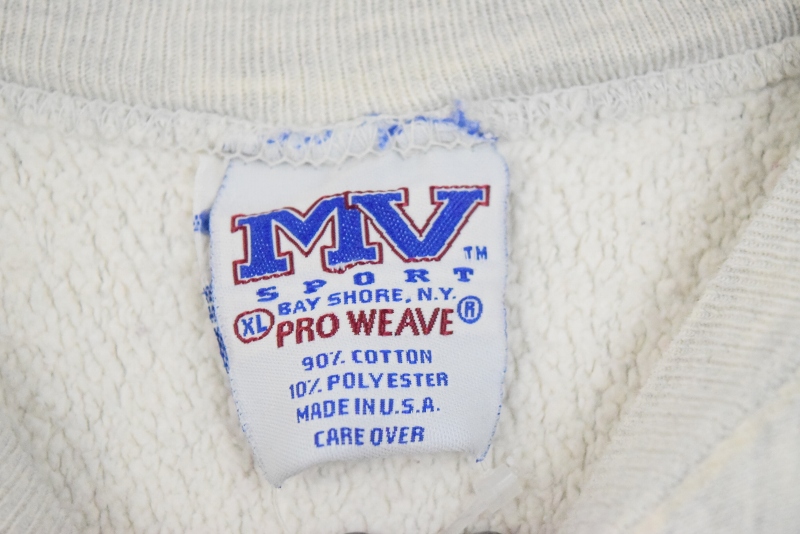 MV™
SPORT
BAY SHORE, N.Y.
XL PRO WEAVE ®
90% COTTON
10% POLYESTER
MADE IN U.S.A.
CARE OVER